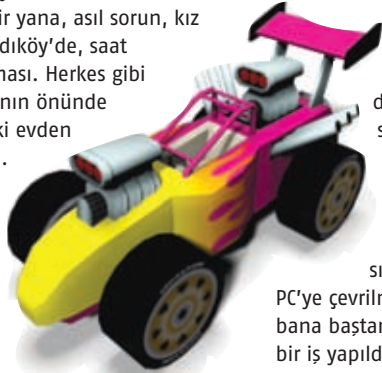 ir yana, asıl sorun, kız
dıköy'de, saat
ması. Herkes gibi
nın önünde
ki evden
d
s
sı
PC'ye çevrilm
bana baştan
bir iş yapıld